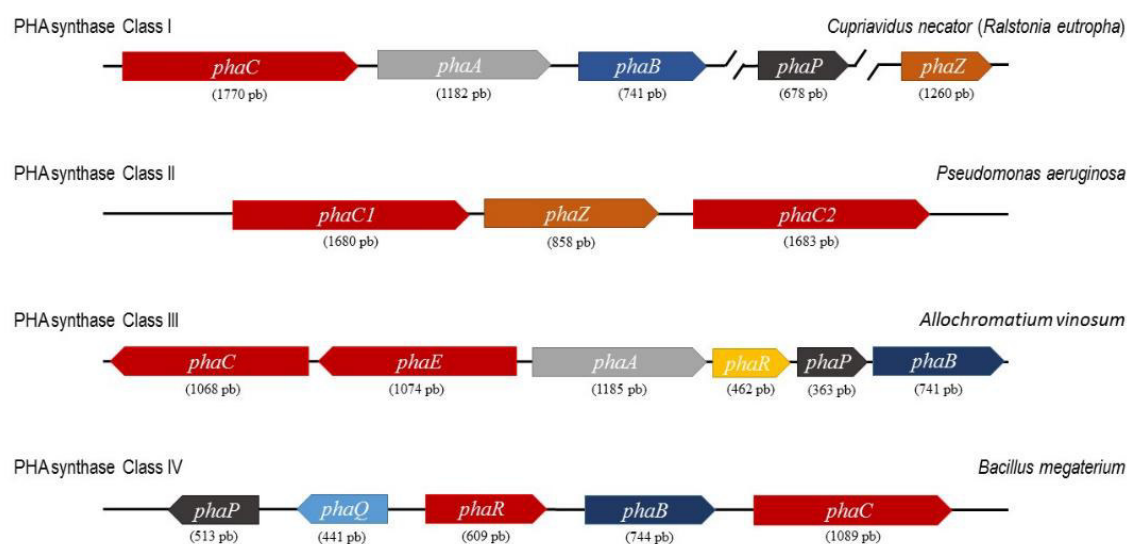 PHA synthase Class I
Cupriavidus necator (Ralstonia eutropha)
phaC phaA phaB phaP phaZ
(1770 pb) (1182 pb) (741 pb) (678 pb) (1260 pb)
PHA synthase Class II
Pseudomonas aeruginosa
phaC1 phaZ phaC2
(1680 pb) (858 pb) (1683 pb)
PHA synthase Class III
Allochromatium vinosum
phaC phaE phaA phaR phaP phaB
(1068 pb) (1074 pb) (1185 pb) (462 pb) (363 pb) (741 pb)
PHA synthase Class IV
Bacillus megaterium
phaP phaQ phaR phaB phaC
(513 pb) (441 pb) (609 pb) (744 pb) (1089 pb)